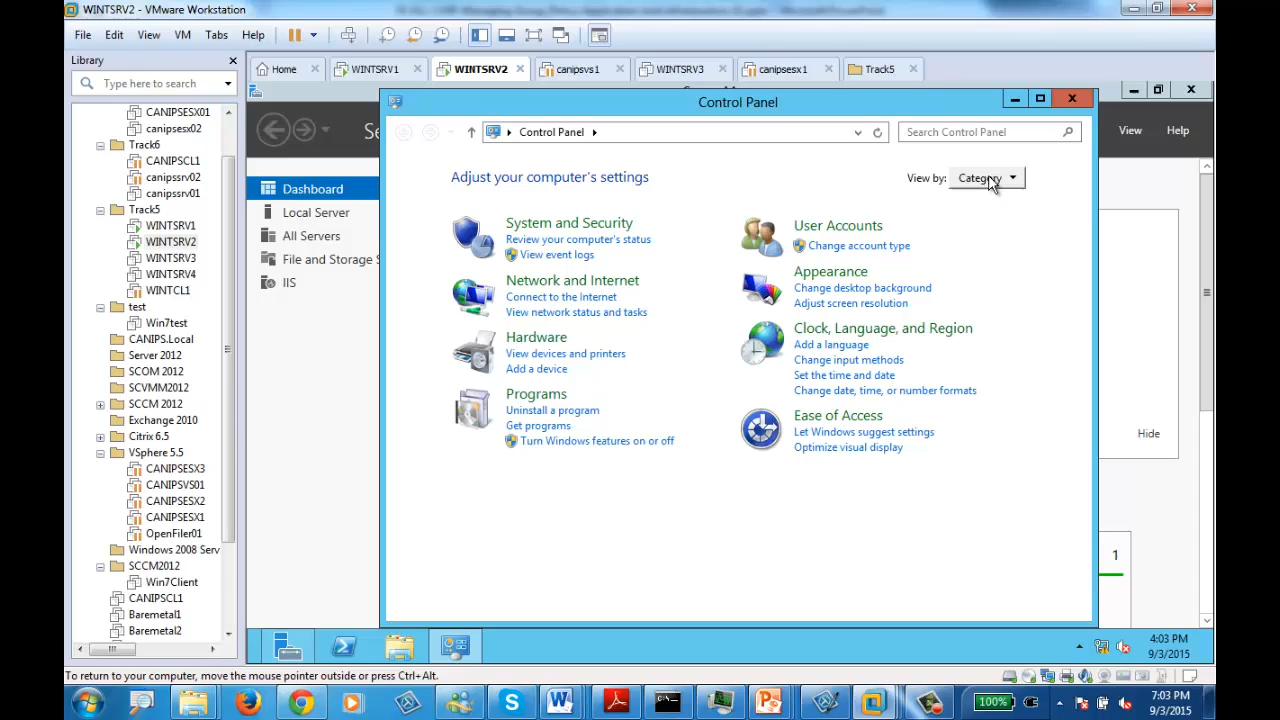 WINTSRV2 - VMware Workstation
File Edit View VM Tabs Help
Library
Type here to search
CANIPSESX01
canipsesx02
Track6
CANIPSCL1
canipssrv02
canipssrv01
Track5
WINTSRV1
WINTSRV2
WINTSRV3
WINTSRV4
WINTCL1
test
Win7test
CANIPS.Local
Server 2012
SCOM 2012
SCVMM2012
SCCM 2012
Exchange 2010
Citrix 6.5
VSphere 5.5
CANIPSESX3
CANIPSVS01
CANIPSESX2
CANIPSESX1
OpenFiler01
Windows 2008 Serv
SCCM2012
Win7Client
CANIPSCL1
Baremetal1
Baremetal2
Home WINTSRV1 WINTSRV2 canipsvs1 WINTSRV3 canipsesx1 Track5
Se
View Help
Dashboard
Local Server
All Servers
File and Storage S
IIS
Hide
1
Control Panel
Control Panel
Search Control Panel
Adjust your computer's settings
View by: Category
System and Security
Review your computer's status
View event logs
Network and Internet
Connect to the Internet
View network status and tasks
Hardware
View devices and printers
Add a device
Programs
Uninstall a program
Get programs
Turn Windows features on or off
User Accounts
Change account type
Appearance
Change desktop background
Adjust screen resolution
Clock, Language, and Region
Add a language
Change input methods
Set the time and date
Change date, time, or number formats
Ease of Access
Let Windows suggest settings
Optimize visual display
4:03 PM
9/3/2015
To return to your computer, move the mouse pointer outside or press Ctrl+Alt.
100%
7:03 PM
9/3/2015